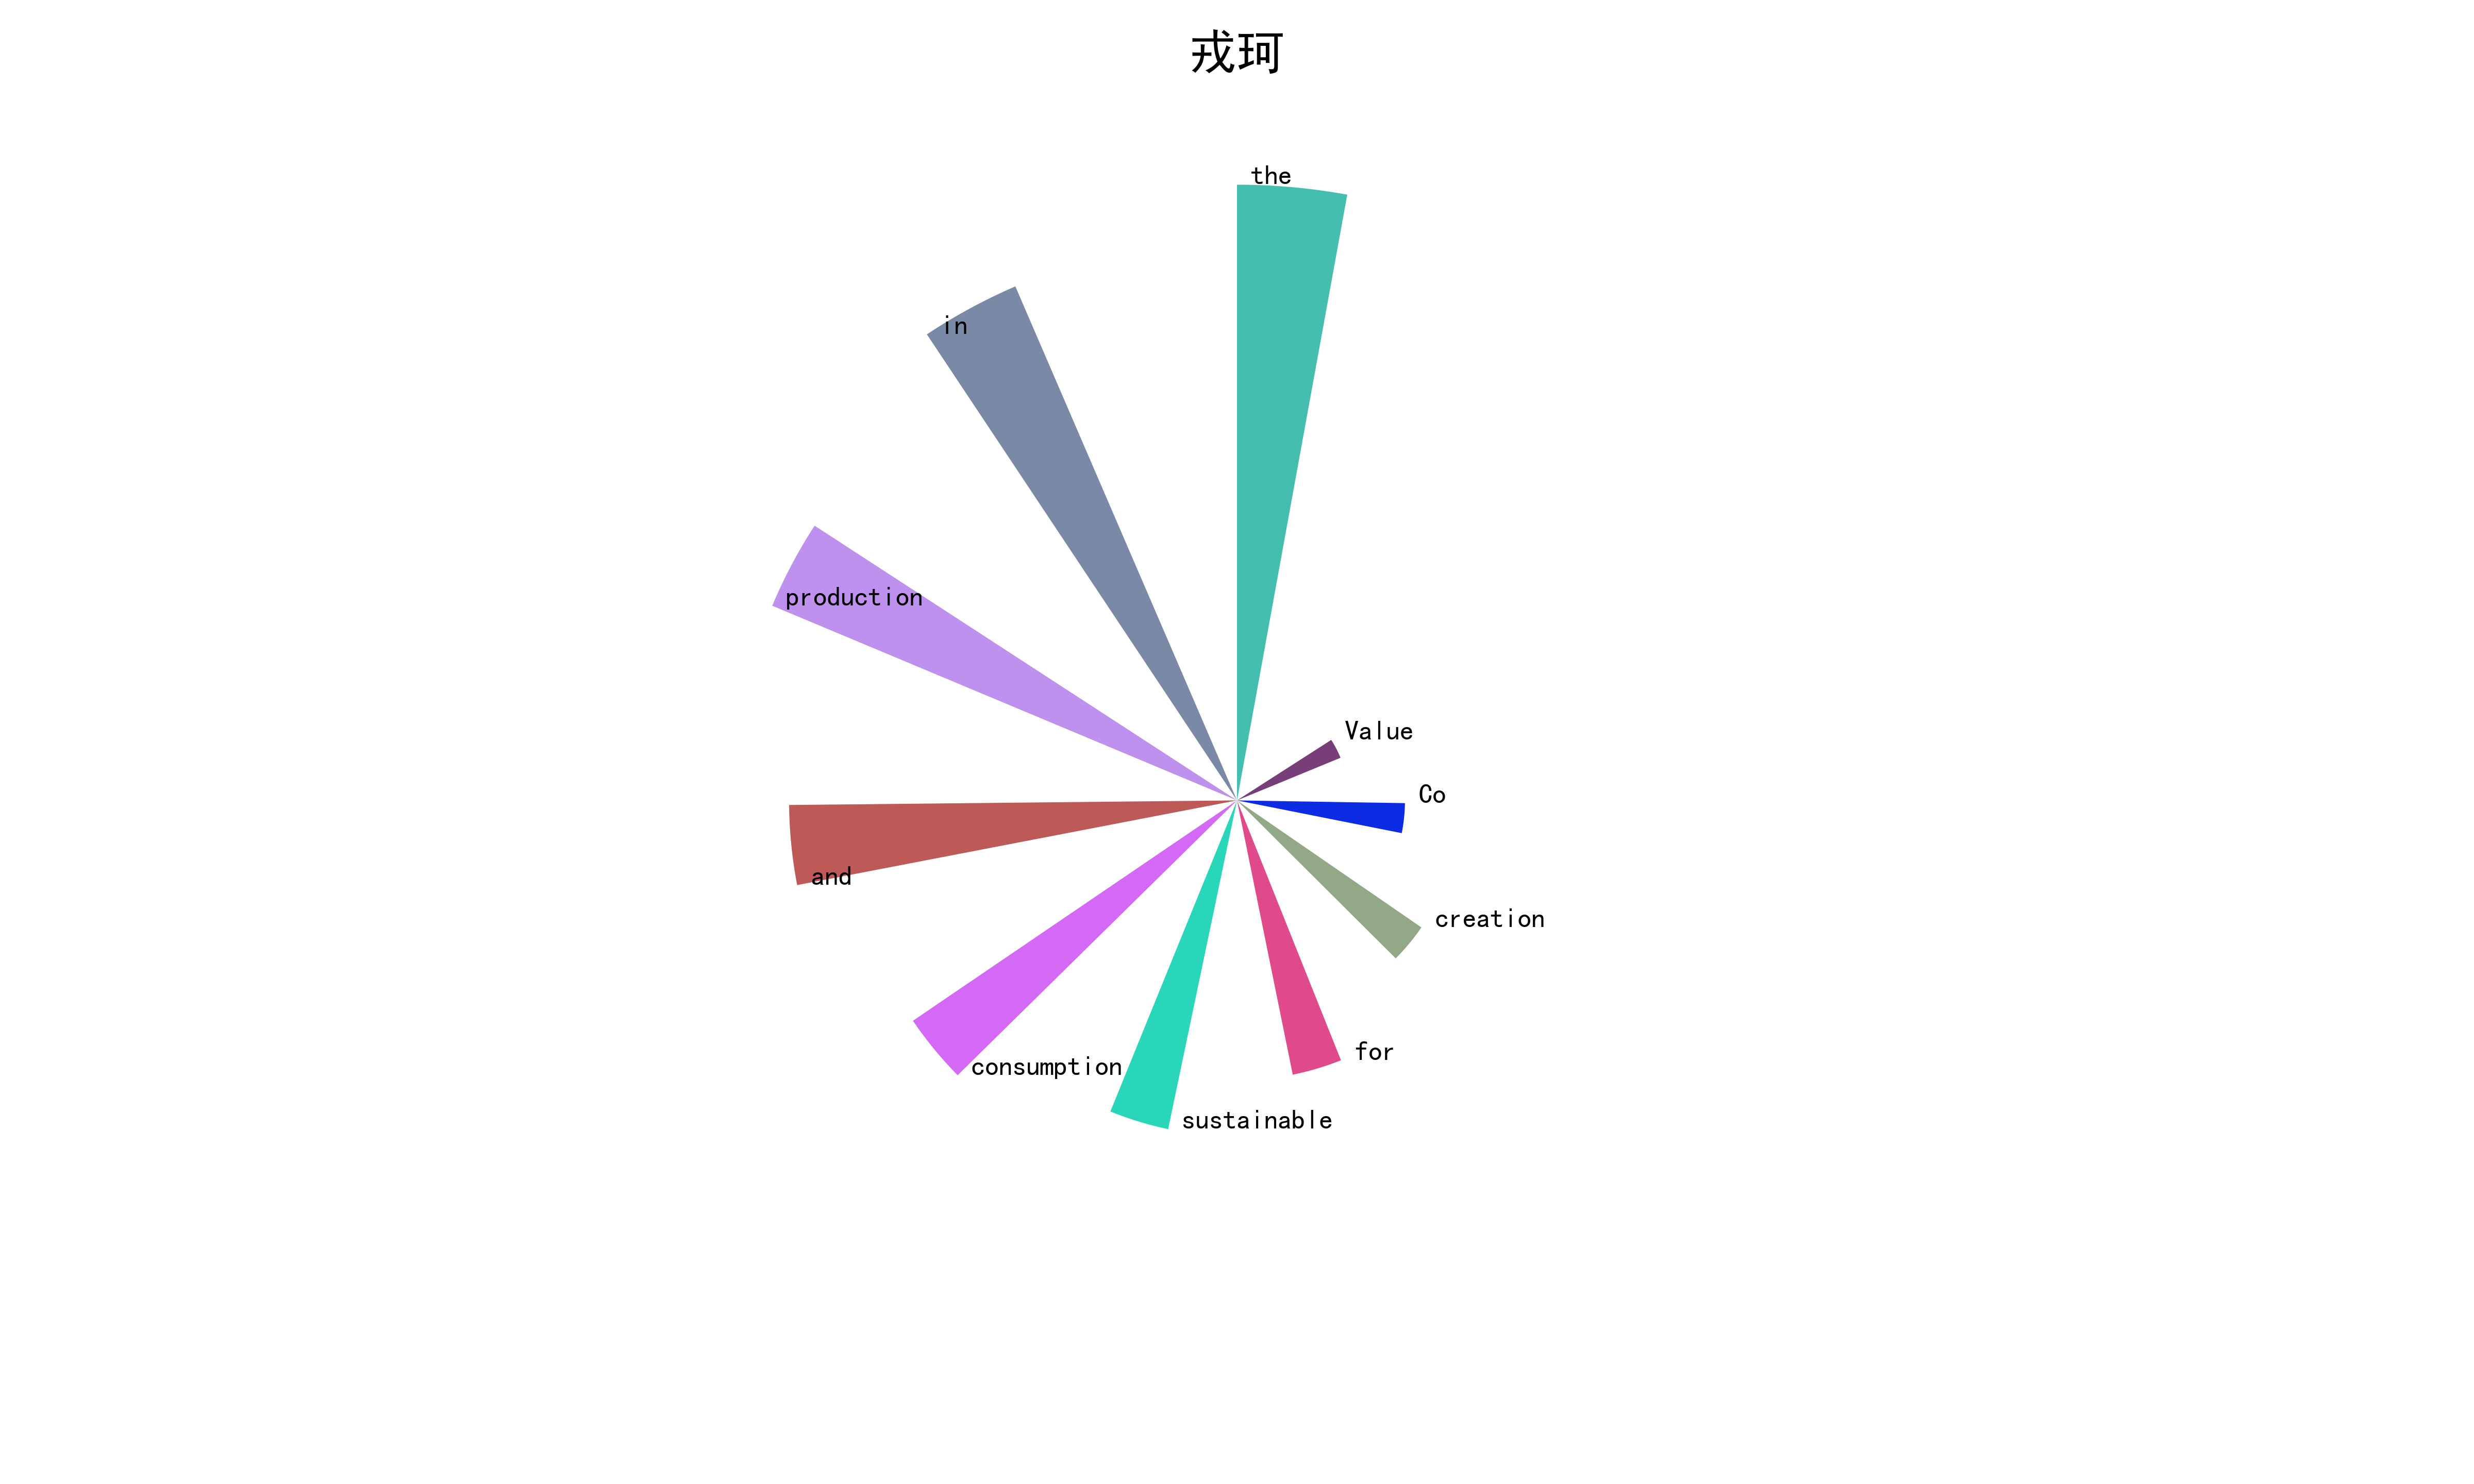 戎珂
the
in
production
Value
Co
and
creation
for
consumption
sustainable